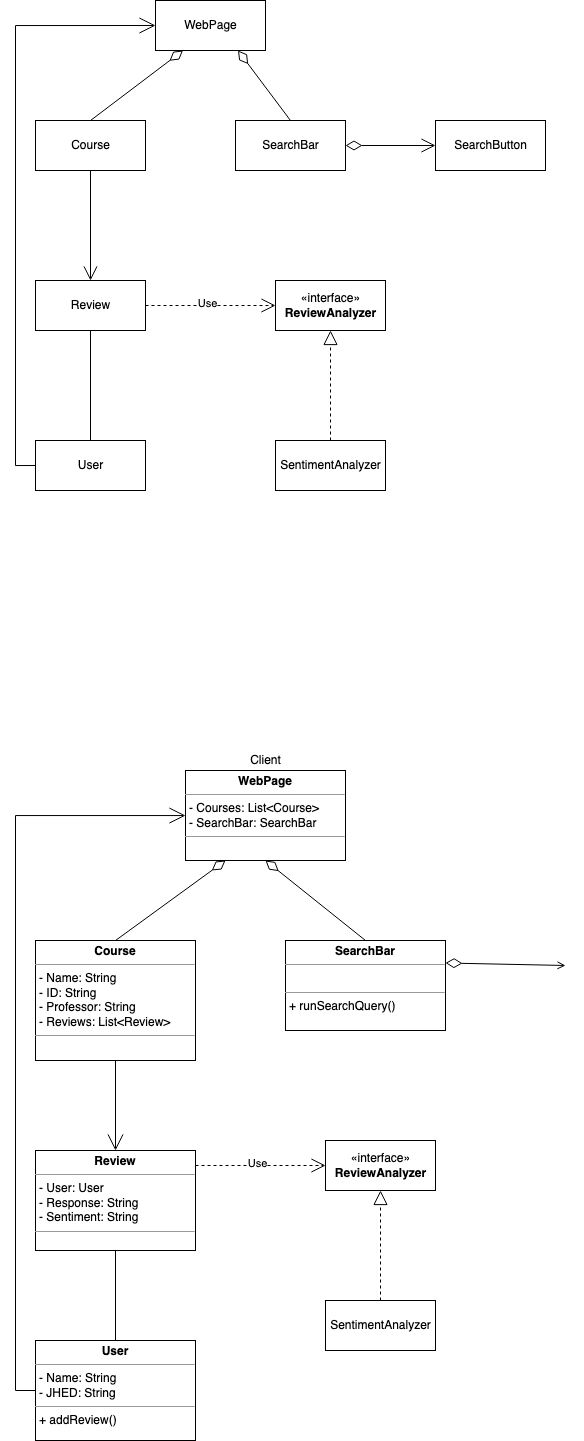 WebPage
Course
SearchBar
SearchButton
Review
Use
«interface»
ReviewAnalyzer
User
SentimentAnalyzer
Client
WebPage
- Courses: List<Course>
- SearchBar: SearchBar
Course
- Name: String
- ID: String
- Professor: String
- Reviews: List<Review>
SearchBar
+ runSearchQuery()
Review
- User: User
- Response: String
- Sentiment: String
Use
«interface»
ReviewAnalyzer
SentimentAnalyzer
User
- Name: String
- JHED: String
+ addReview()